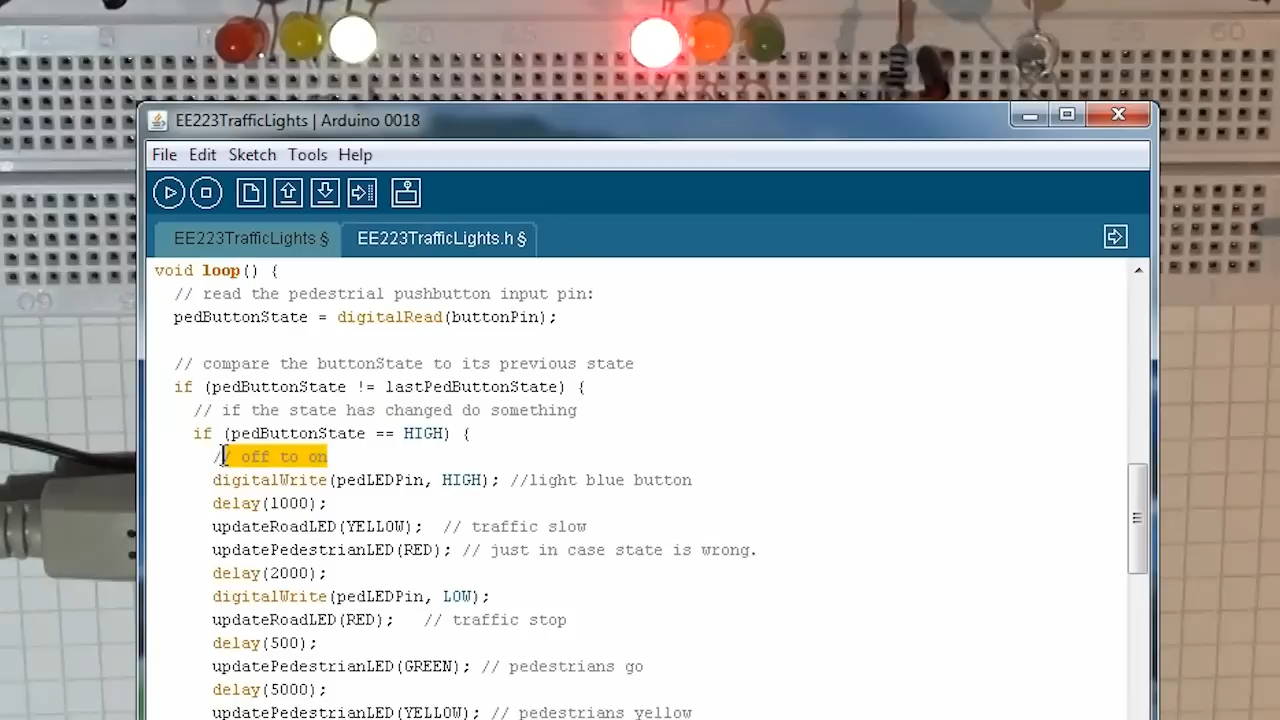 EE223TrafficLights | Arduino 0018
File Edit Sketch Tools Help
EE223TrafficLights § EE223TrafficLights.h §
void loop() {
// read the pedestrial pushbutton input pin:
pedButtonState = digitalRead(buttonPin);
// compare the buttonState to its previous state
if (pedButtonState != lastPedButtonState) {
// if the state has changed do something
if (pedButtonState == HIGH) {
// off to on
digitalWrite(pedLEDPin, HIGH); //light blue button
delay(1000);
updateRoadLED(YELLOW); // traffic slow
updatePedestrianLED(RED); // just in case state is wrong.
delay(2000);
digitalWrite(pedLEDPin, LOW);
updateRoadLED(RED); // traffic stop
delay(500);
updatePedestrianLED(GREEN); // pedestrians go
delay(5000);
updatePedestrianLED(YELLOW); // pedestrians yellow